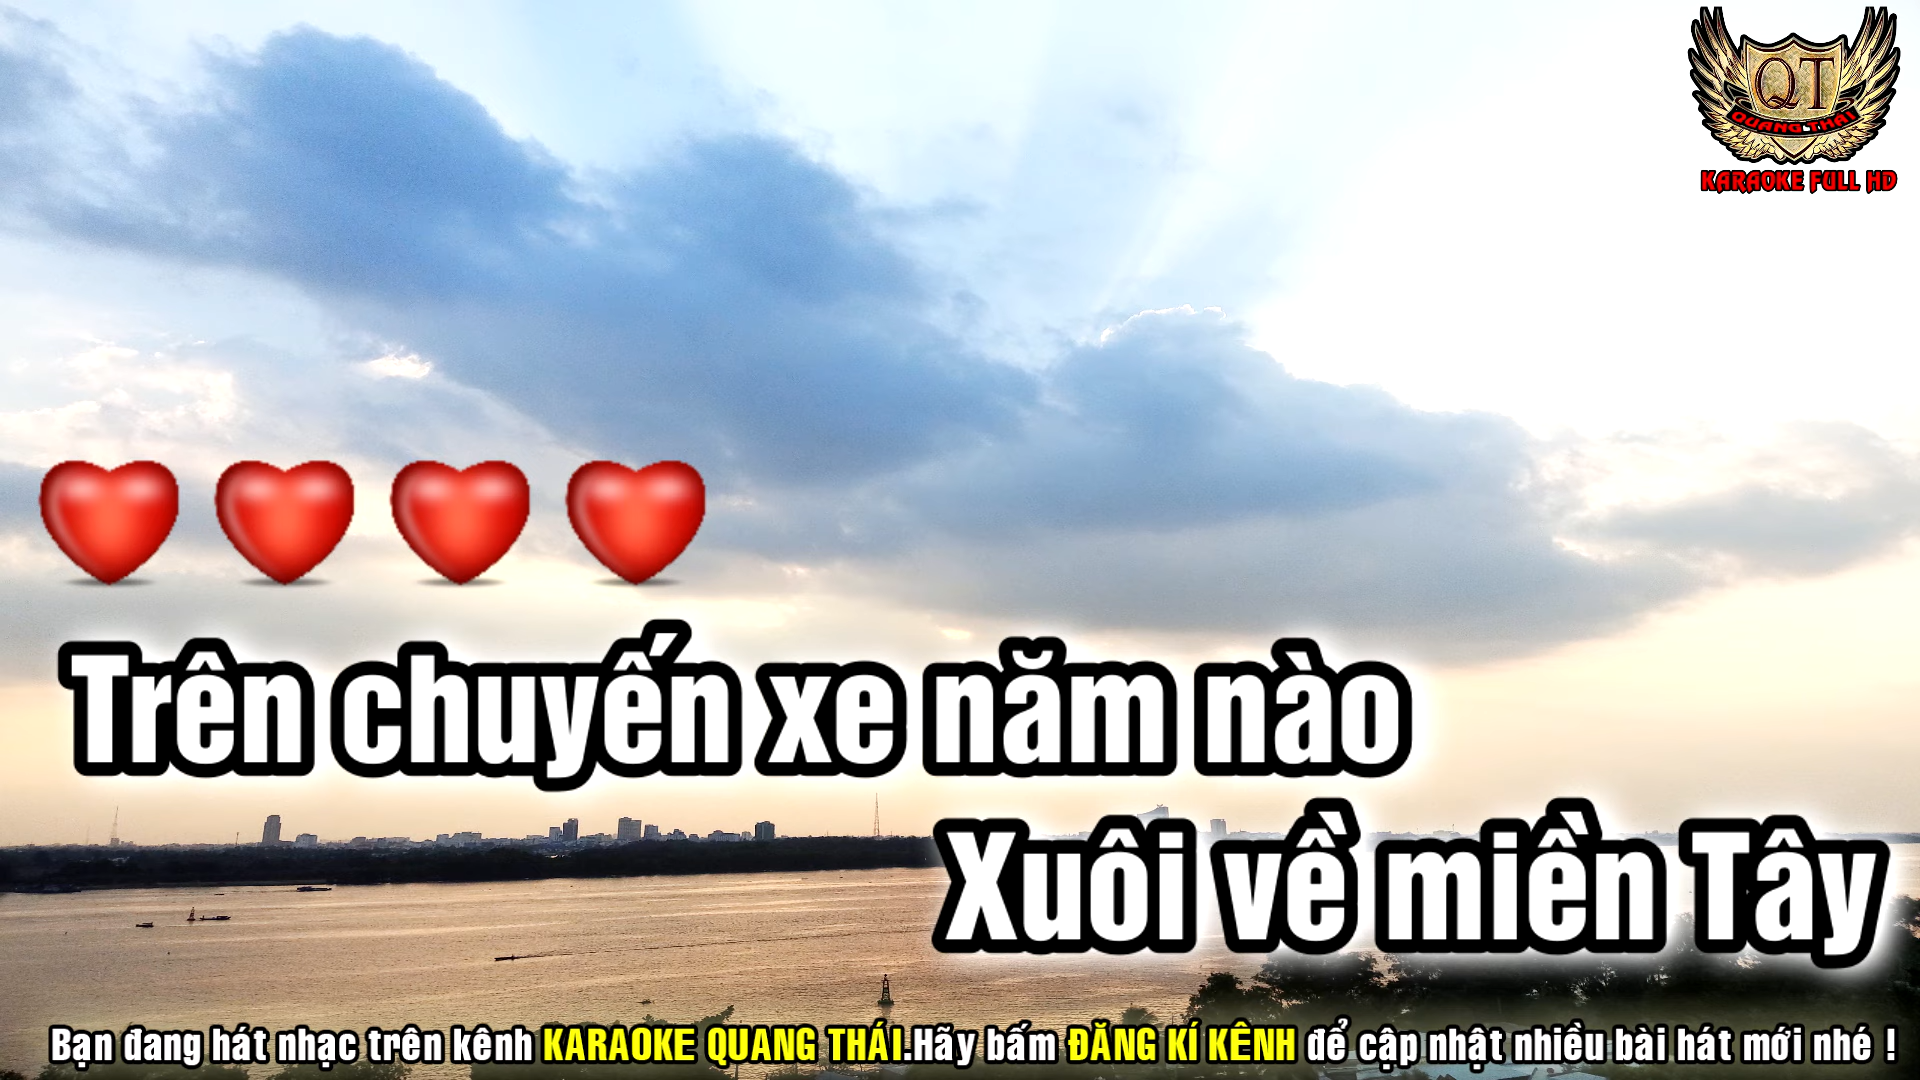 QT
QUANG THÁI
KARAOKE FULL HD
Trên chuyến xe năm nào
Xuôi về miền Tây
Bạn đang hát nhạc trên kênh KARAOKE QUANG THÁI.Hãy bấm ĐĂNG KÍ KÊNH để cập nhật nhiều bài hát mới nhé !